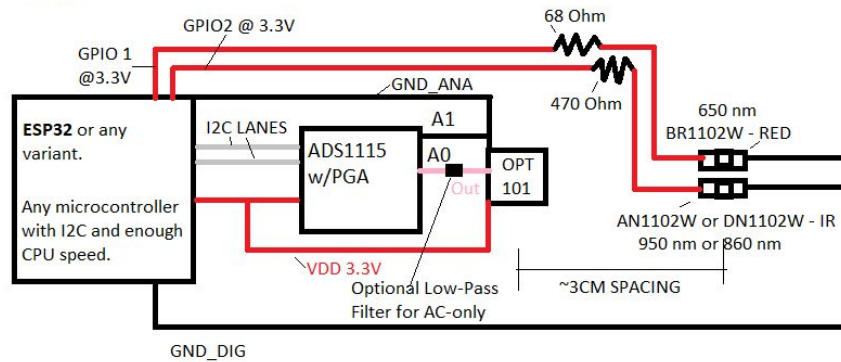 68 Ohm
GPIO2 @ 3.3V
GPIO 1
@3.3V
GND_ANA
470 Ohm
A1
650 nm
BR1102W - RED
ESP32 or any
variant.
I2C LANES
ADS1115
w/PGA
A0
OPT
101
Out
Any microcontroller
with I2C and enough
CPU speed.
AN1102W or DN1102W - IR
950 nm or 860 nm
VDD 3.3V
Optional Low-Pass
Filter for AC-only
~3CM SPACING
GND_DIG